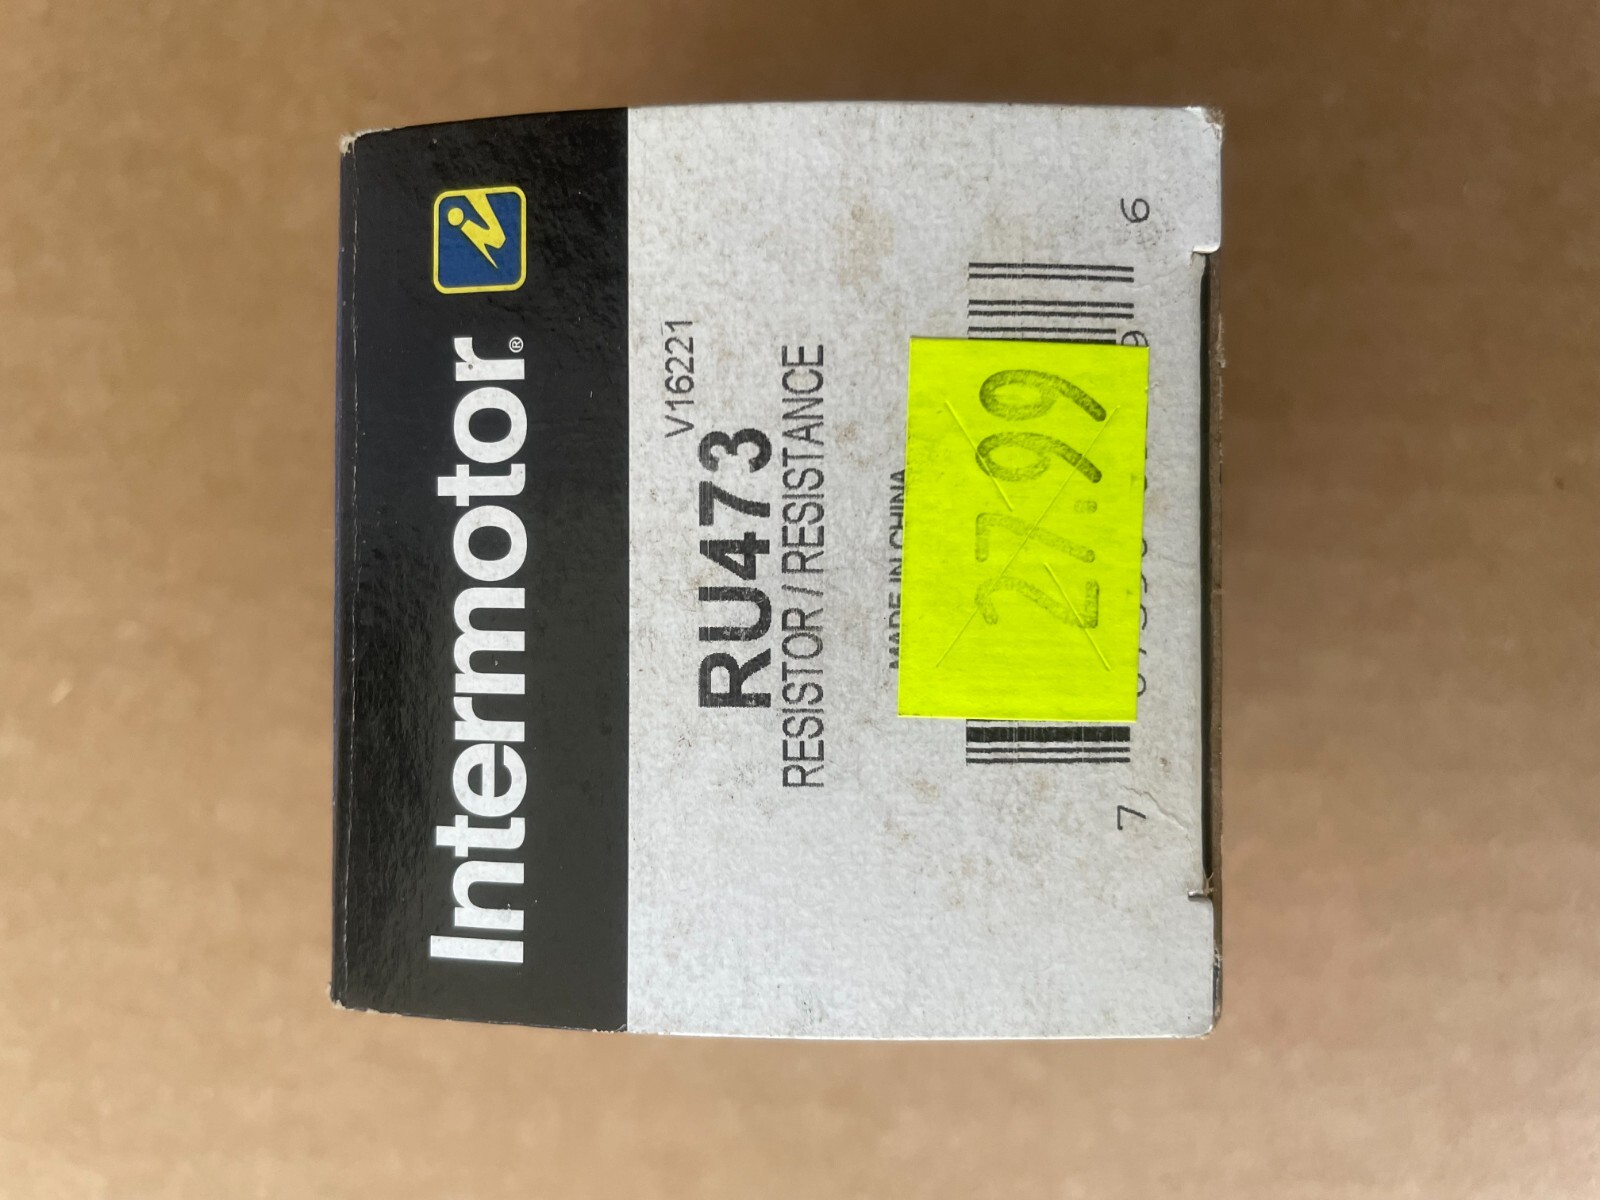 Intermotor®
V16221
RU473
RESISTOR / RESISTANCE
MADE IN CHINA
27.99
7
6